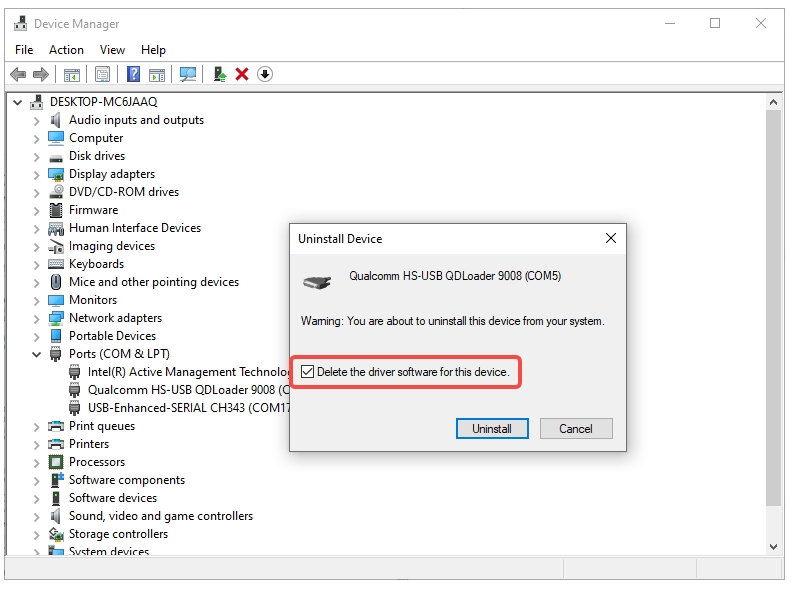 Device Manager
File Action View Help
DESKTOP-MC6JAAQ
Audio inputs and outputs
Computer
Disk drives
Display adapters
DVD/CD-ROM drives
Firmware
Human Interface Devices
Imaging devices
Keyboards
Mice and other pointing devices
Monitors
Network adapters
Portable Devices
Ports (COM & LPT)
Intel(R) Active Management
Qualcomm HS-USB QDLoader 9008
USB-Enhanced-SERIAL CH343 (COM17
Print queues
Printers
Processors
Software components
Software devices
Sound, video and game controllers
Storage controllers
System devices
Uninstall Device
Qualcomm HS-USB QDLoader 9008 (COM5)
Warning: You are about to uninstall this device from your system.
Delete the driver software for this device.
Uninstall Cancel